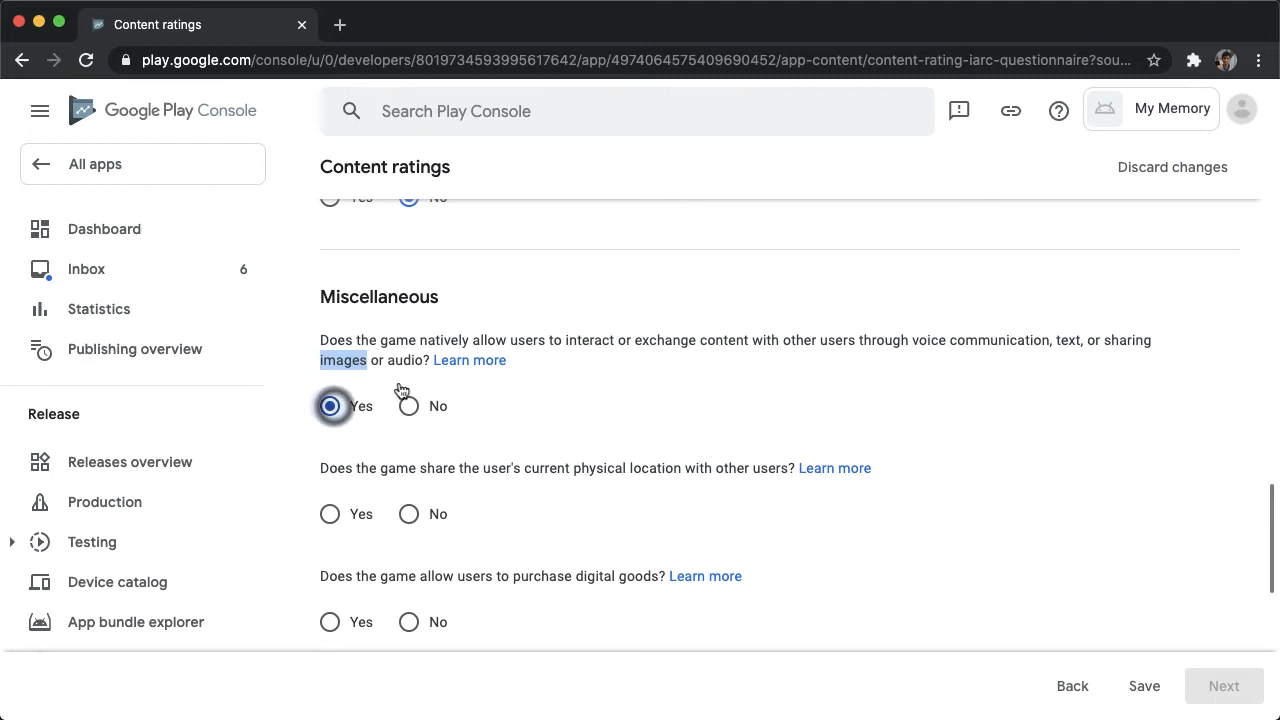 Content ratings
play.google.com/console/u/0/developers/8019734593995617642/app/4974064575409690452/app-content/content-rating-iarc-questionnaire?sou...
Google Play Console
Search Play Console
My Memory
All apps
Content ratings
Discard changes
Yes No
Dashboard
Inbox 6
Statistics
Publishing overview
Release
Releases overview
Production
Testing
Device catalog
App bundle explorer
Miscellaneous
Does the game natively allow users to interact or exchange content with other users through voice communication, text, or sharing
images or audio? Learn more
Yes No
Does the game share the user's current physical location with other users? Learn more
Yes No
Does the game allow users to purchase digital goods? Learn more
Yes No
Back Save Next